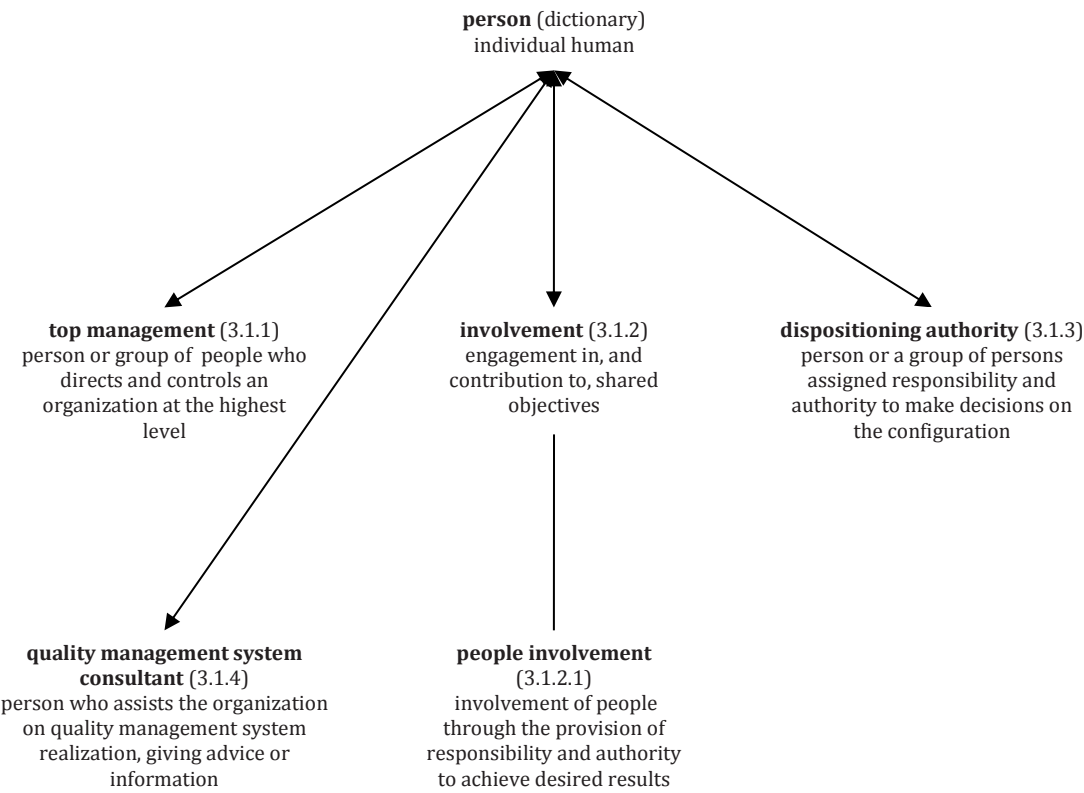 person (dictionary)
individual human
top management (3.1.1)
person or group of people who
directs and controls an
organization at the highest
level
involvement (3.1.2)
engagement in, and
contribution to, shared
objectives
dispositioning authority (3.1.3)
person or a group of persons
assigned responsibility and
authority to make decisions on
the configuration
quality management system
consultant (3.1.4)
person who assists the organization
on quality management system
realization, giving advice or
information
people involvement
(3.1.2.1)
involvement of people
through the provision of
responsibility and authority
to achieve desired results